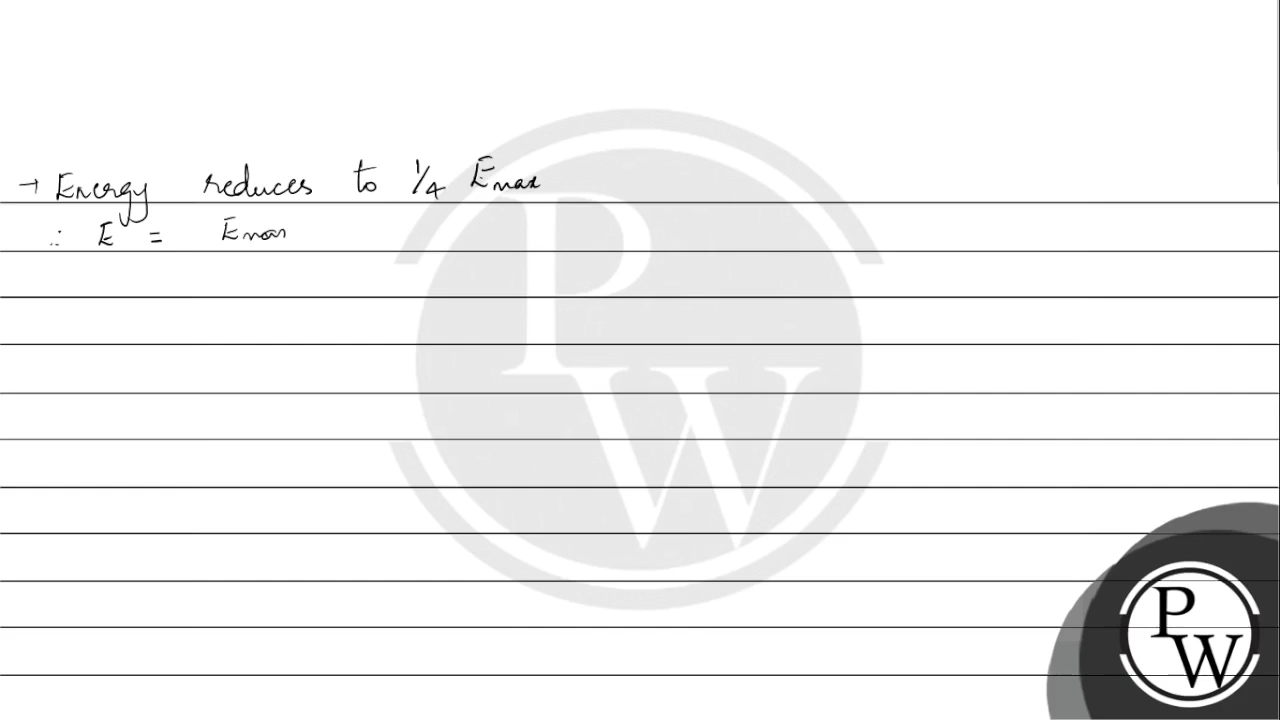 → Energy reduces to 1/4 Emax
∴ E = Emax
P
W
P
W